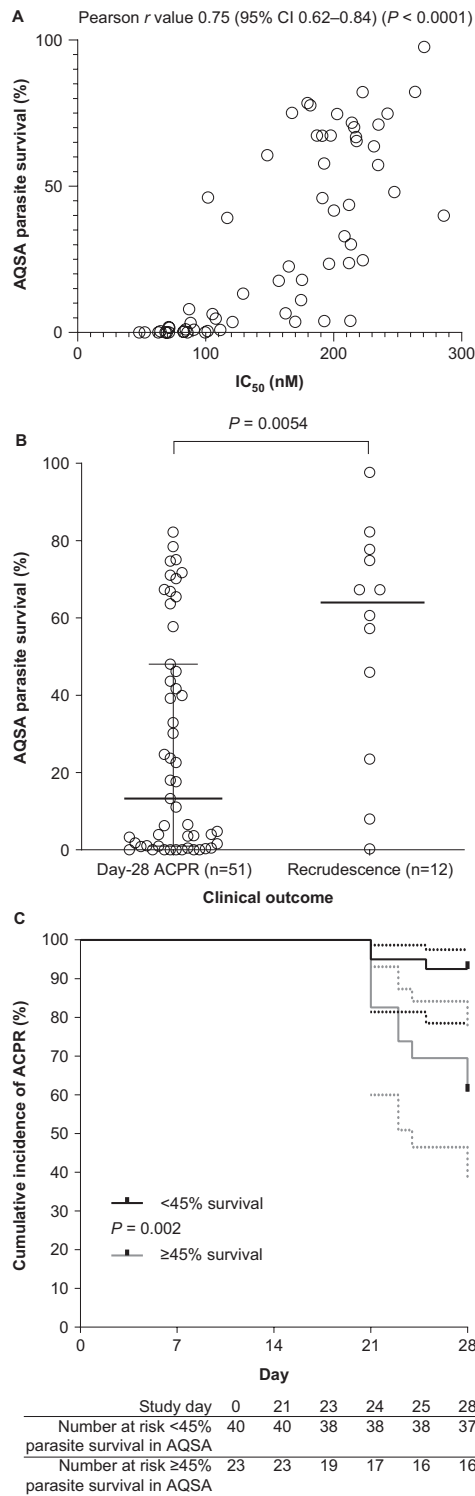 A Pearson r value 0.75 (95% CI 0.62–0.84) (P < 0.0001)
AQSA parasite survival (%)
100
50
0
0 100 200 300
IC50 (nM)
B
P = 0.0054
AQSA parasite survival (%)
100
80
60
40
20
0
Day-28 ACPR (n=51) Recrudescence (n=12)
Clinical outcome
C
Cumulative incidence of ACPR (%)
100
90
80
70
60
50
40
30
20
10
0
<45% survival
P = 0.002
≥45% survival
0 7 14 21 28
Day
Study day 0 21 23 24 25 28
Number at risk <45% 40 40 38 38 38 37
parasite survival in AQSA
Number at risk ≥45% 23 23 19 17 16 16
parasite survival in AQSA